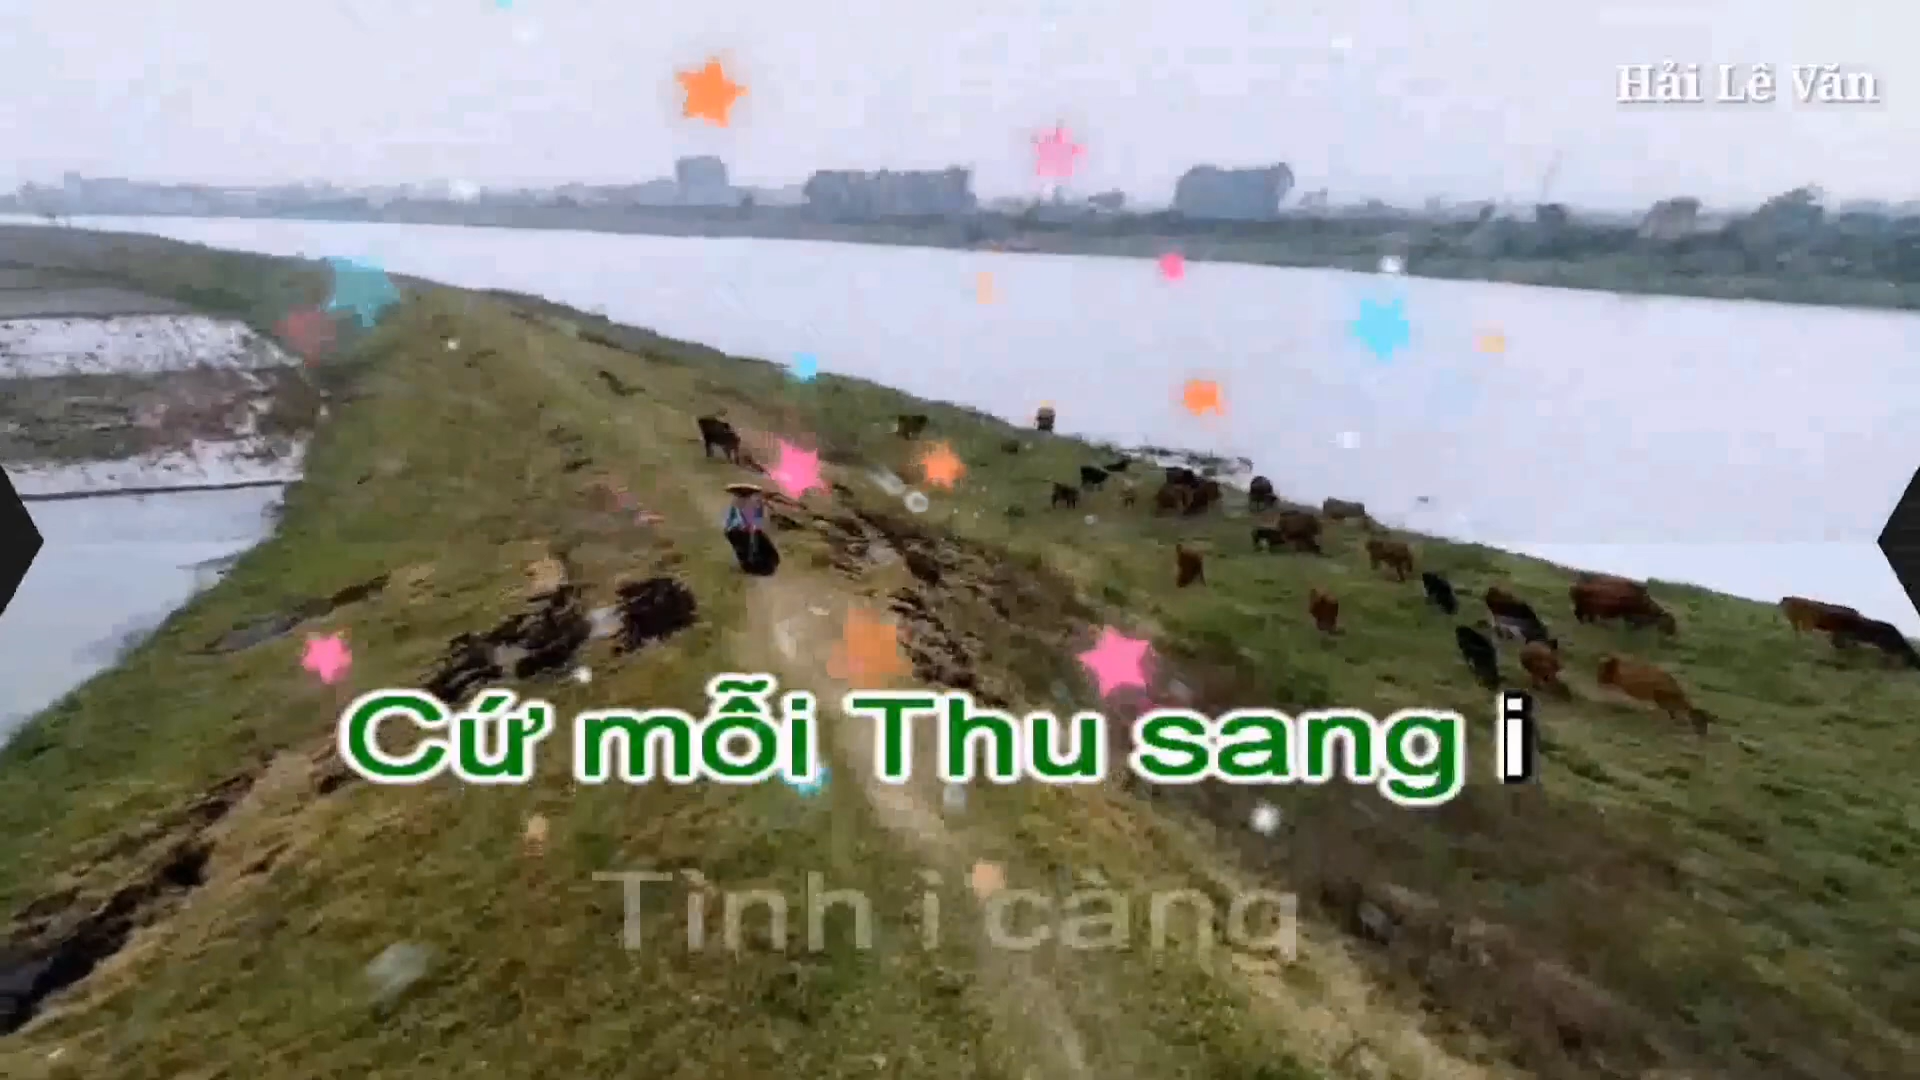 Hải Lê Văn
Cứ mỗi Thu sang i
Tình i càng